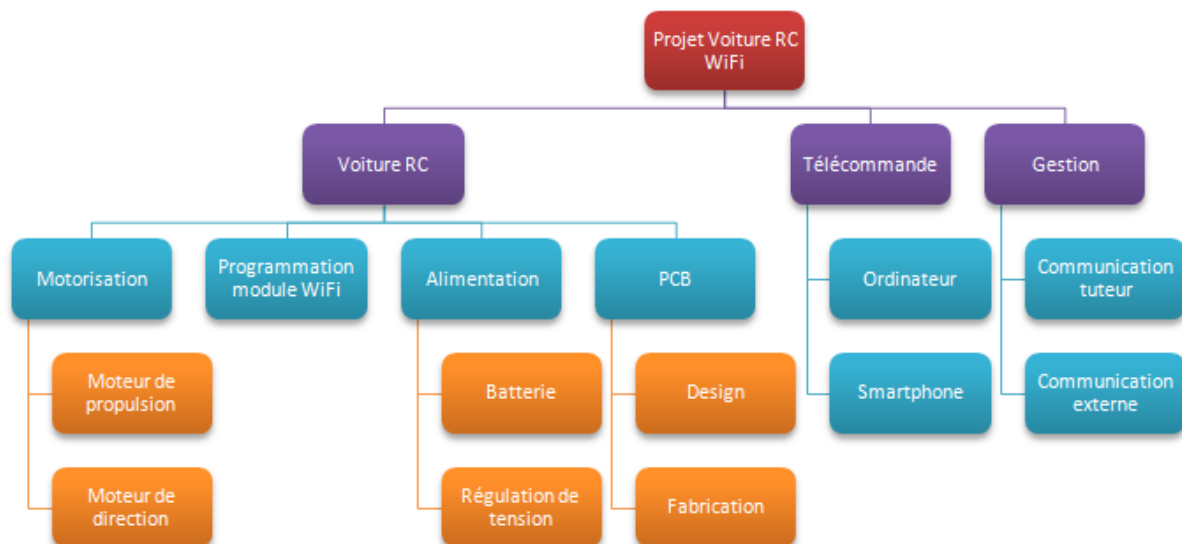 Projet Voiture RC
WiFi
Voiture RC
Télécommande
Gestion
Motorisation
Programmation
module WiFi
Alimentation
PCB
Ordinateur
Communication
tuteur
Moteur de
propulsion
Batterie
Design
Smartphone
Communication
externe
Moteur de
direction
Régulation de
tension
Fabrication